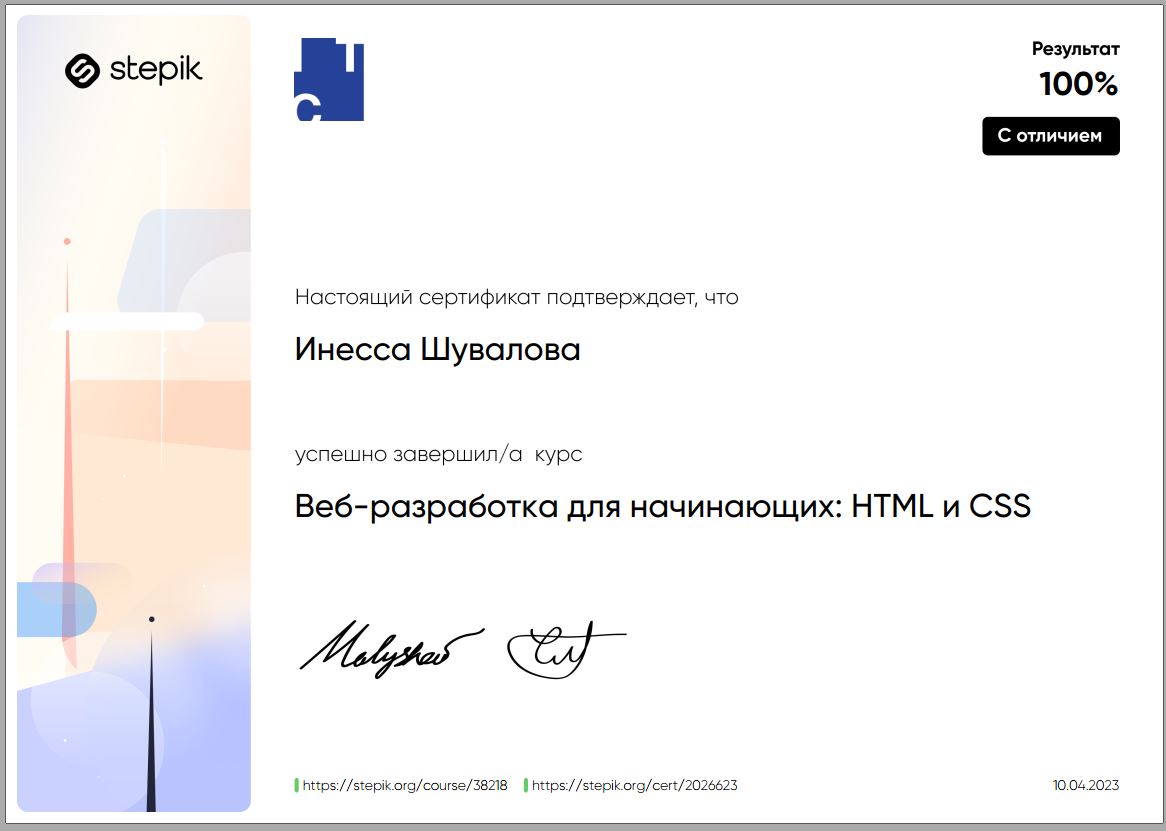 stepik
Т
С
Результат
100%
С отличием
Настоящий сертификат подтверждает, что
Инесса Шувалова
успешно завершил/а курс
Веб-разработка для начинающих: HTML и CSS
https://stepik.org/course/38218 https://stepik.org/cert/2026623
10.04.2023